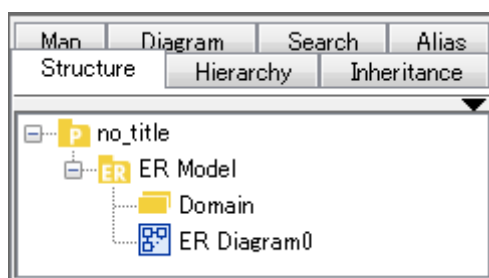 Map Diagram Search Alias
Structure Hierarchy Inheritance
P no_title
ER ER Model
Domain
ER Diagram0